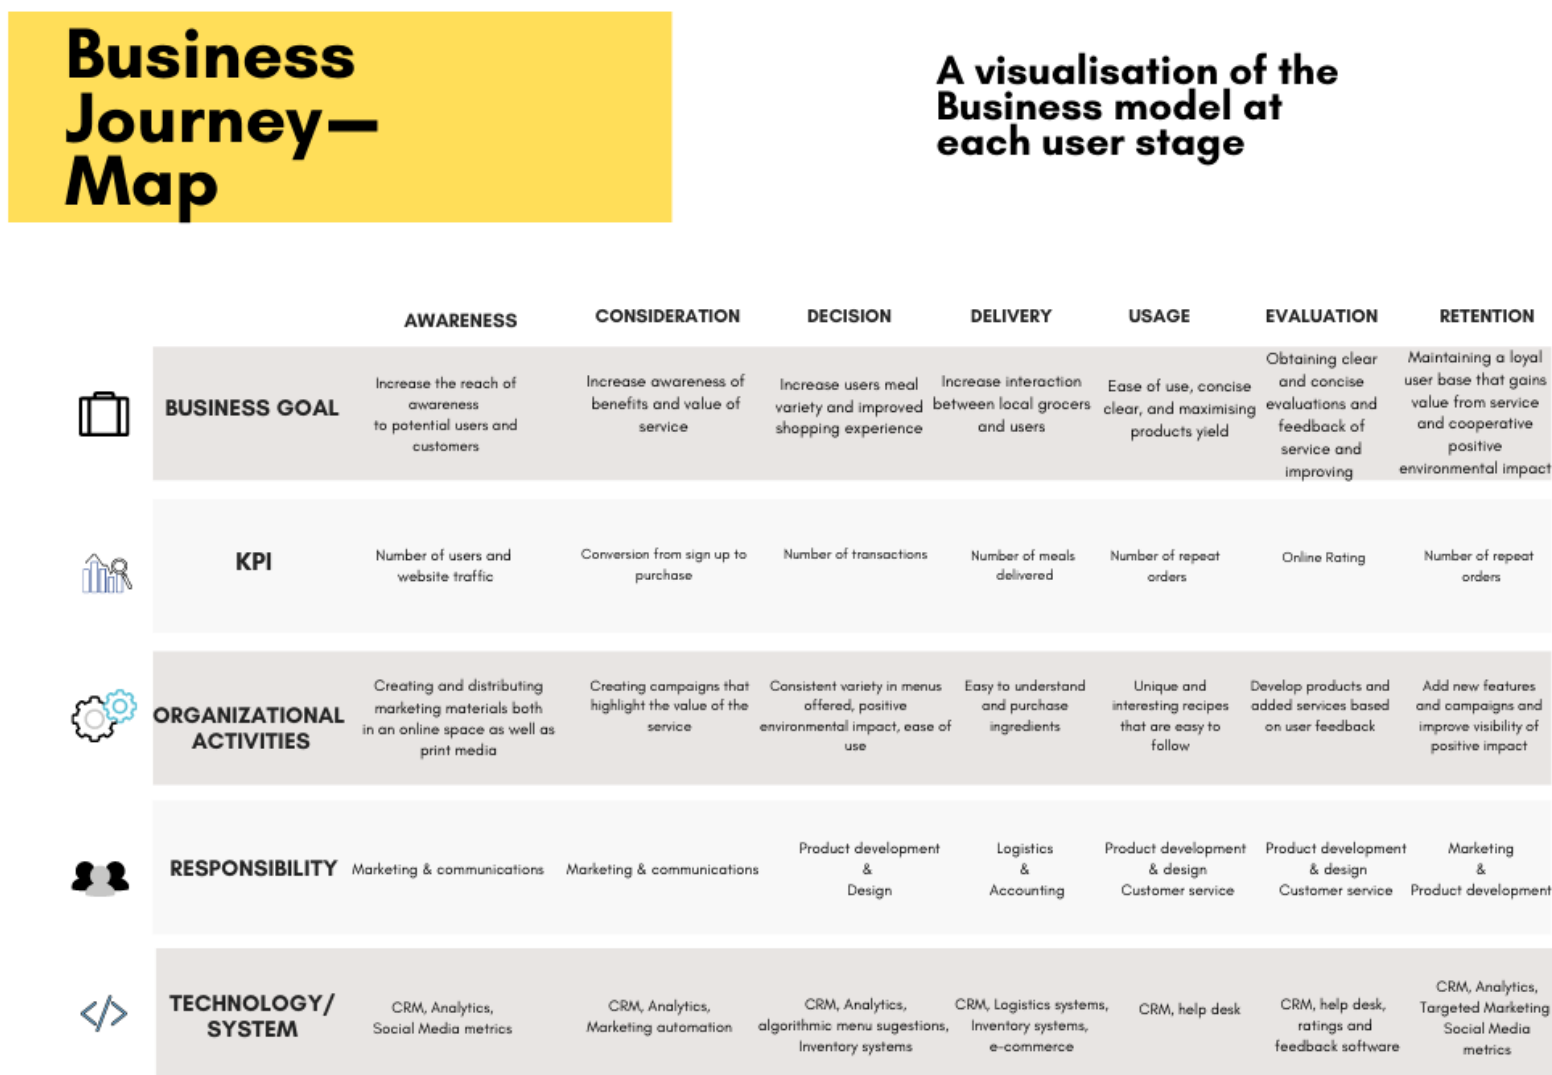 Business
Journey—
Map
A visualisation of the
Business model at
each user stage
AWARENESS
CONSIDERATION
DECISION
DELIVERY
USAGE
EVALUATION
RETENTION
BUSINESS GOAL
Increase the reach of
awareness
to potential users and
customers
Increase awareness of
benefits and value of
service
Increase users meal
variety and improved
shopping experience
Increase interaction
between local grocers
and users
Ease of use, concise
clear, and maximising
products yield
Obtaining clear
and concise
evaluations and
feedback of
service and
improving
Maintaining a loyal
user base that gains
value from service
and cooperative
positive
environmental impact
KPI
Number of users and
website traffic
Conversion from sign up to
purchase
Number of transactions
Number of meals
delivered
Number of repeat
orders
Online Rating
Number of repeat
orders
ORGANIZATIONAL
ACTIVITIES
Creating and distributing
marketing materials both
in an online space as well as
print media
Creating campaigns that
highlight the value of the
service
Consistent variety in menus
offered, positive
environmental impact, ease of
use
Easy to understand
and purchase
ingredients
Unique and
interesting recipes
that are easy to
follow
Develop products and
added services based
on user feedback
Add new features
and campaigns and
improve visibility of
positive impact
RESPONSIBILITY
Marketing & communications
Marketing & communications
Product development
&
Design
Logistics
&
Accounting
Product development
& design
Customer service
Product development
& design
Customer service
Marketing
&
Product development
TECHNOLOGY/
SYSTEM
CRM, Analytics,
Social Media metrics
CRM, Analytics,
Marketing automation
CRM, Analytics,
algorithmic menu sugestions,
Inventory systems
CRM, Logistics systems,
Inventory systems,
e-commerce
CRM, help desk
CRM, help desk,
ratings and
feedback software
CRM, Analytics,
Targeted Marketing
Social Media
metrics